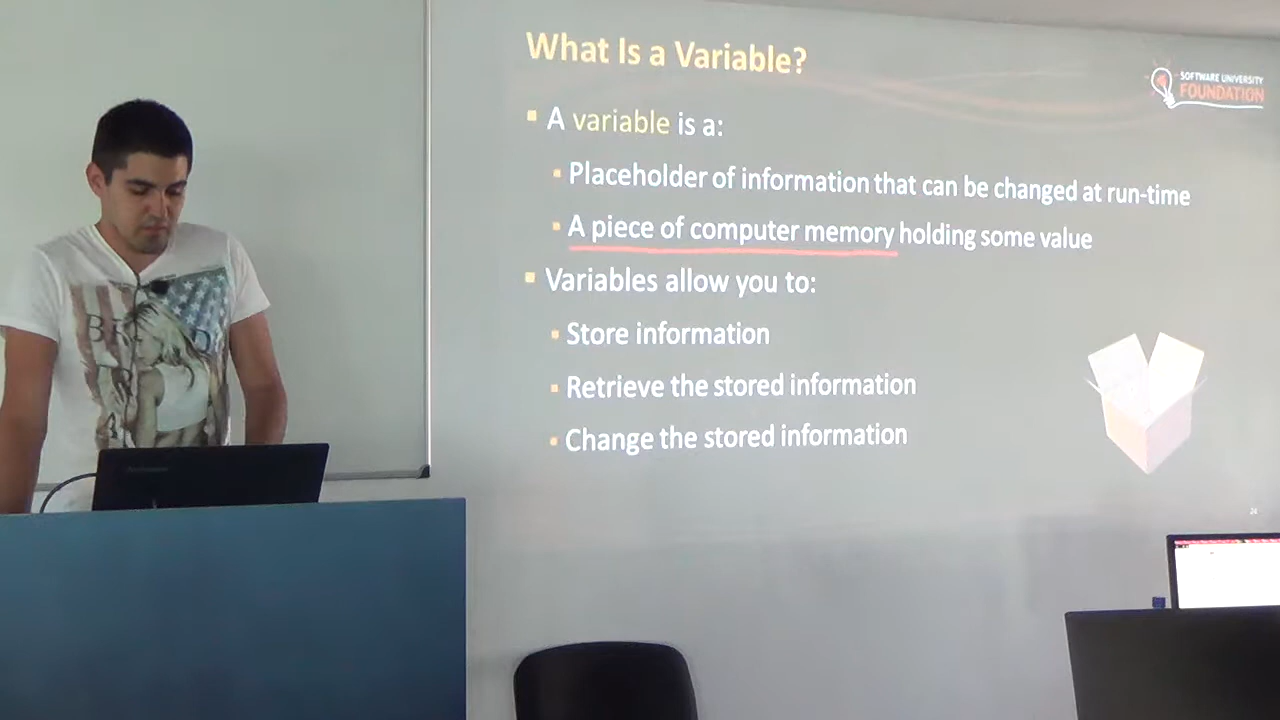 What Is a Variable?
SOFTWARE UNIVERSITY
FOUNDATION
A variable is a:
Placeholder of information that can be changed at run-time
A piece of computer memory holding some value
Variables allow you to:
Store information
Retrieve the stored information
Change the stored information
24